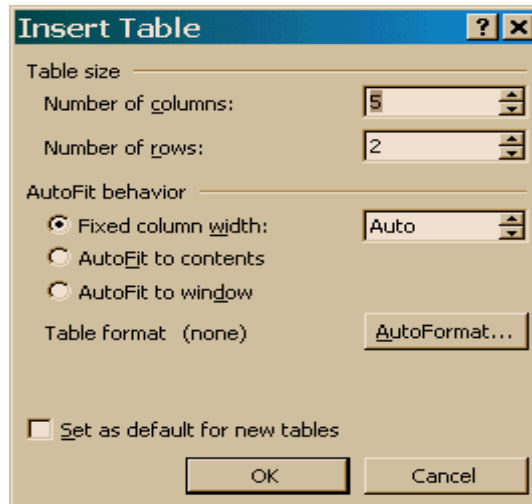 Insert Table ? ×
Table size
Number of columns: 5
Number of rows: 2
AutoFit behavior
Fixed column width: Auto
AutoFit to contents
AutoFit to window
Table format (none) AutoFormat...
Set as default for new tables
OK Cancel